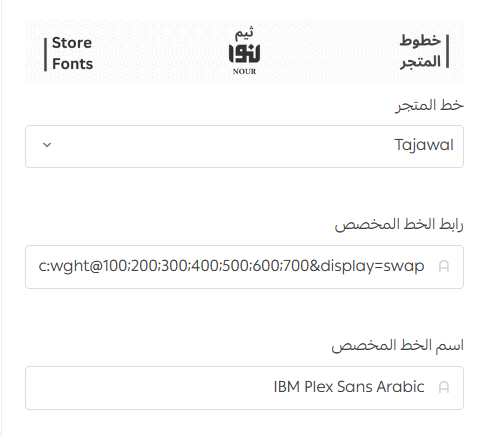 خطوط
المتجر
ثيم
نورا
NOUR
Store
Fonts
خط المتجر
Tajawal
رابط الخط المخصص
c:wght@100;200;300;400;500;600;700&display=swap
اسم الخط المخصص
IBM Plex Sans Arabic